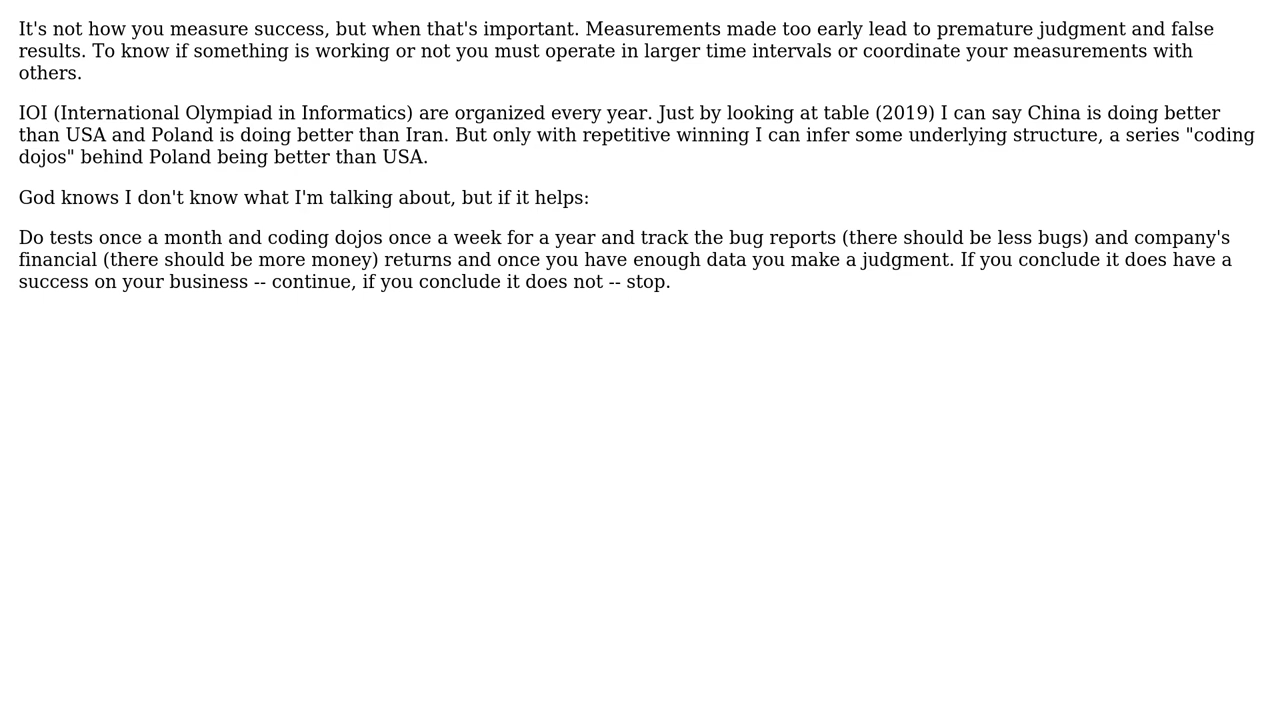 It's not how you measure success, but when that's important. Measurements made too early lead to premature judgment and false
results. To know if something is working or not you must operate in larger time intervals or coordinate your measurements with
others.
IOI (International Olympiad in Informatics) are organized every year. Just by looking at table (2019) I can say China is doing better
than USA and Poland is doing better than Iran. But only with repetitive winning I can infer some underlying structure, a series "coding
dojos" behind Poland being better than USA.
God knows I don't know what I'm talking about, but if it helps:
Do tests once a month and coding dojos once a week for a year and track the bug reports (there should be less bugs) and company's
financial (there should be more money) returns and once you have enough data you make a judgment. If you conclude it does have a
success on your business -- continue, if you conclude it does not -- stop.